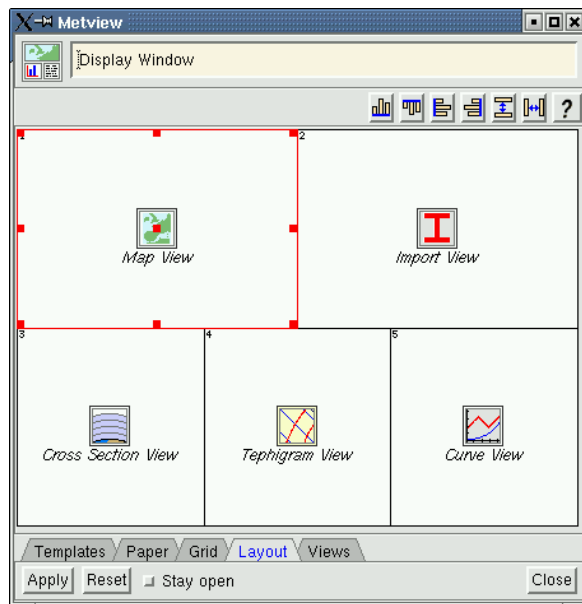 Metview
Display Window
?
1
2
Map View
Import View
3
4
5
Cross Section View
Tephigram View
Curve View
Templates Paper Grid Layout Views
Apply Reset Stay open Close